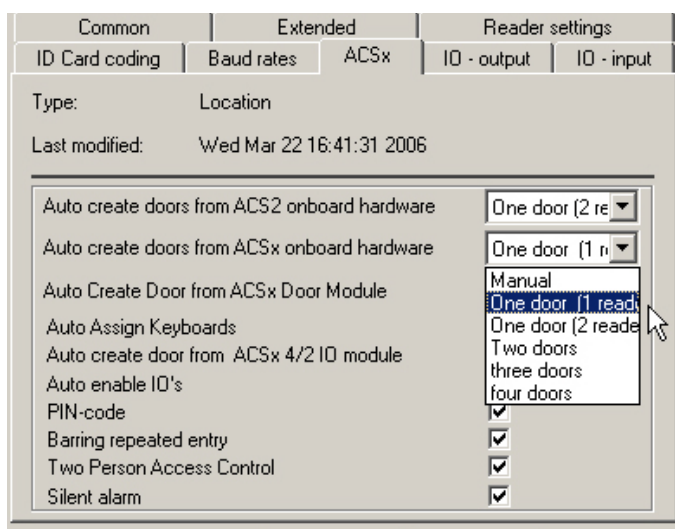 Common Extended Reader settings
ID Card coding Baud rates ACSx IO - output IO - input
Type: Location
Last modified: Wed Mar 22 16:41:31 2006
Auto create doors from ACS2 onboard hardware One door (2 re
Auto create doors from ACSx onboard hardware One door (1 r
Auto Create Door from ACSx Door Module
Manual
One door (1 read
One door (2 reade
Two doors
three doors
four doors
Auto Assign Keyboards
Auto create door from ACSx 4/2 IO module
Auto enable IO's
PIN-code
Barring repeated entry
Two Person Access Control
Silent alarm